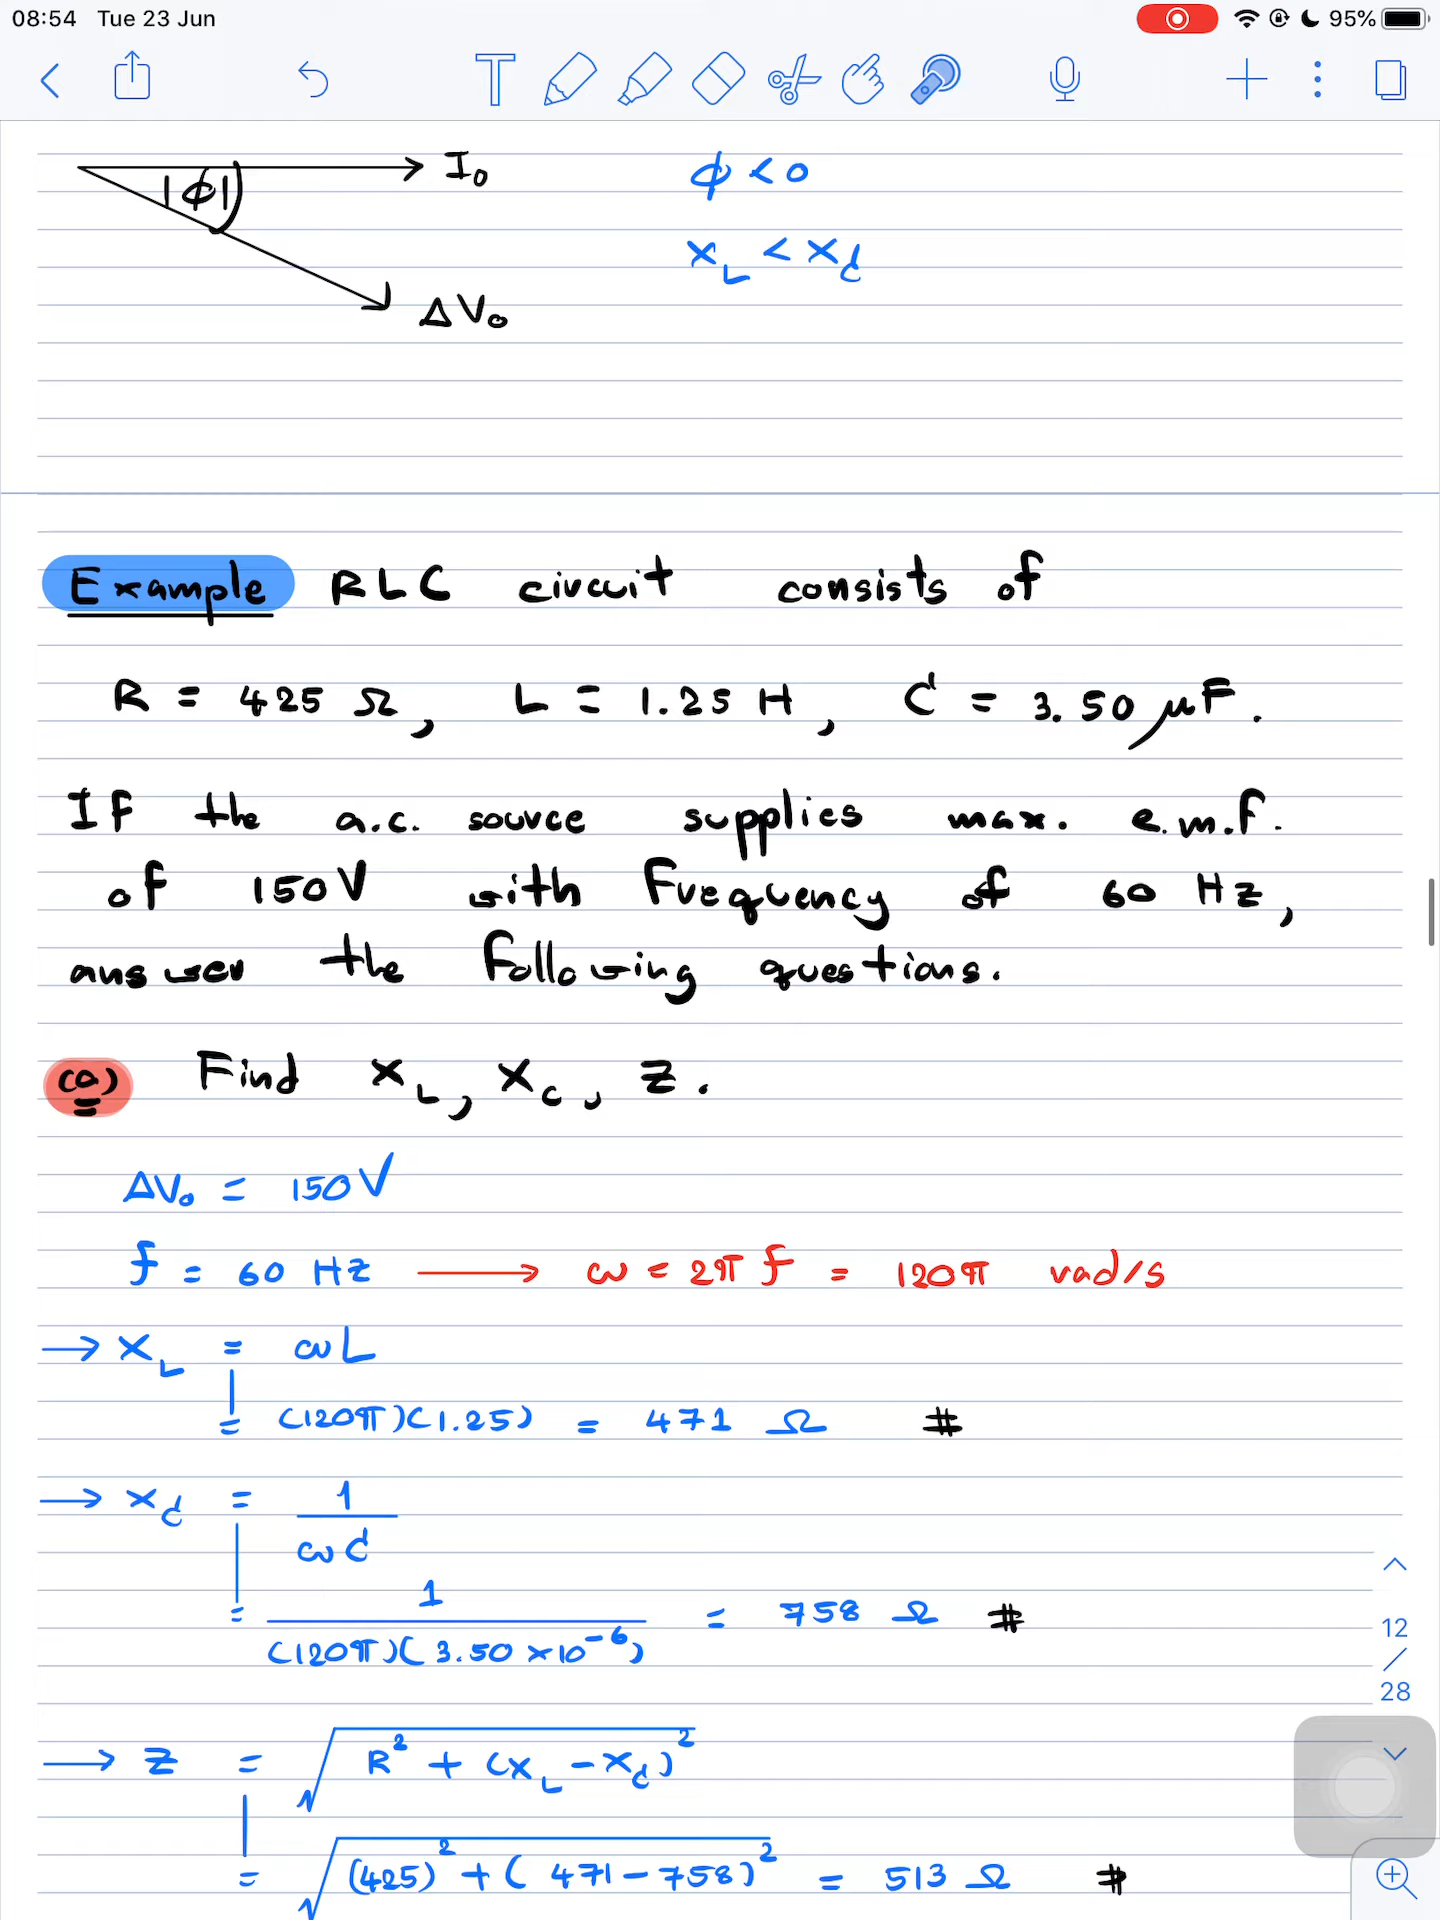 08:54 Tue 23 Jun 95%
|ϕ| I₀ ϕ < 0
X_L < X_C
ΔV₀
Example RLC circuit consists of
R = 425 Ω, L = 1.25 H, C = 3.50 μF.
If the a.c. source supplies max. e.m.f.
of 150V with frequency of 60 Hz,
answer the following questions.
(a) Find X_L, X_C, Z.
ΔV₀ = 150V
f = 60 Hz → ω = 2πf = 120π rad/s
→ X_L = ωL
= (120π)(1.25) = 471 Ω #
→ X_C = 1/ωC
= 1/(120π)(3.50 × 10⁻⁶) = 758 Ω #
12
/
28
→ Z = √R² + (X_L − X_C)²
= √(425)² + (471 − 758)² = 513 Ω #